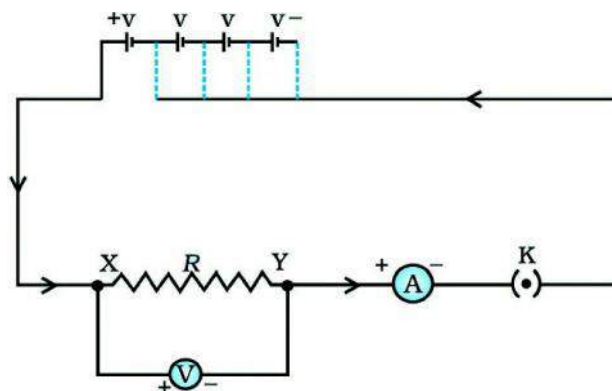 +v v v v−
X R Y + A − K
+ V −